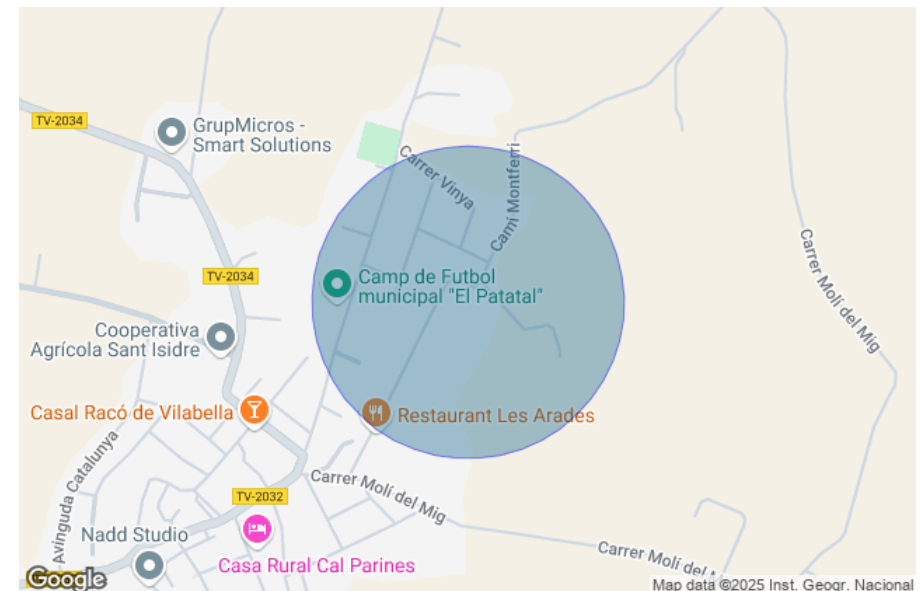 TV-2034
GrupMicros -
Smart Solutions
Carrer Vinya
Camí Montferri
TV-2034
Camp de Futbol
municipal "El Patatal"
Carrer Molí del Mig
Cooperativa
Agrícola Sant Isidre
Casal Racó de Vilabella
Restaurant Les Arades
Avinguda Catalunya
Carrer Molí del Mig
TV-2032
Nadd Studio
Casa Rural Cal Parines
Carrer Molí del
Google
Map data ©2025 Inst. Geogr. Nacional